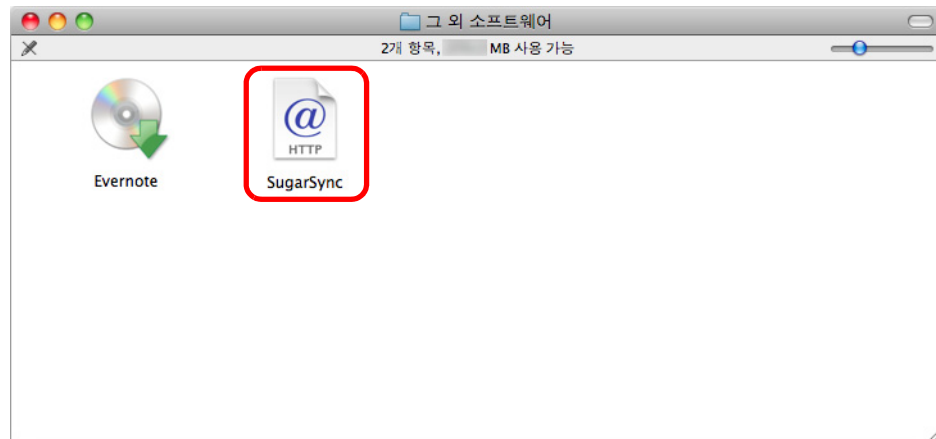 그 외 소프트웨어
2개 항목, MB 사용 가능
@
HTTP
Evernote
SugarSync